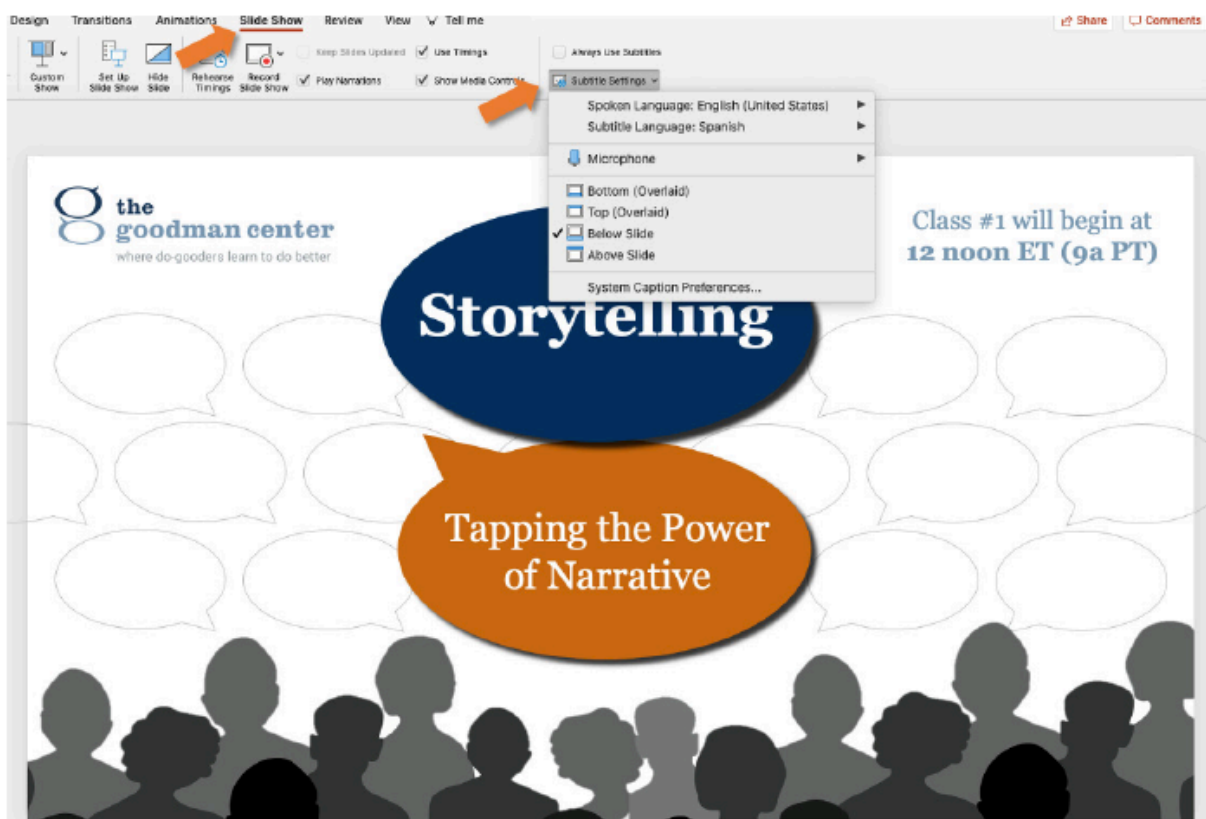 Design Transitions Animations Slide Show Review View Tell me Share Comments
Keep Slides Updated Use Timings Always Use Subtitles
Custom Show Set Up Slide Show Hide Slide Rehearse Timings Record Slide Show Play Narrations Show Media Controls Subtitle Settings
Spoken Language: English (United States)
Subtitle Language: Spanish
Microphone
Bottom (Overlaid)
Top (Overlaid)
Below Slide
Above Slide
System Caption Preferences...
the
goodman center
where do-gooders learn to do better
Class #1 will begin at
12 noon ET (9a PT)
Storytelling
Tapping the Power
of Narrative